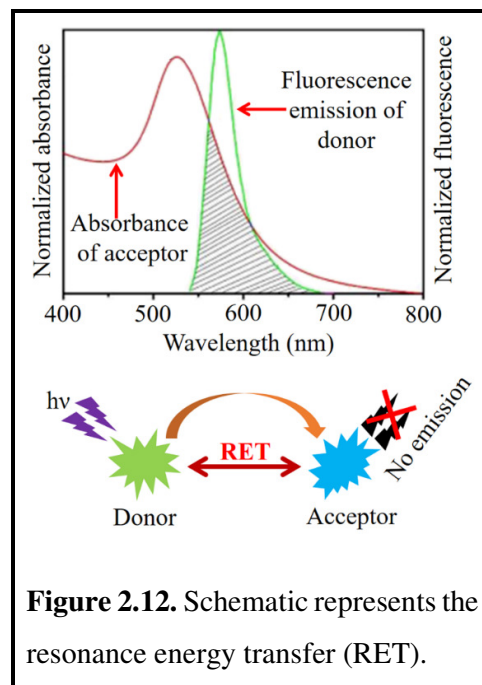 Normalized absorbance
Fluorescence
emission of
donor
Absorbance
of acceptor
Normalized fluorescence
400 500 600 700 800
Wavelength (nm)
hν
RET
No emission
Donor
Acceptor
Figure 2.12. Schematic represents the
resonance energy transfer (RET).